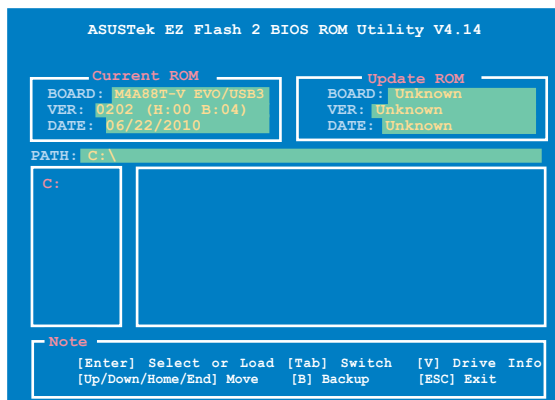 ASUSTek EZ Flash 2 BIOS ROM Utility V4.14
Current ROM
BOARD: M4A88T-V EVO/USB3
VER: 0202 (H:00 B:04)
DATE: 06/22/2010
Update ROM
BOARD: Unknown
VER: Unknown
DATE: Unknown
PATH: C:\
C:
Note
[Enter] Select or Load [Tab] Switch [V] Drive Info
[Up/Down/Home/End] Move [B] Backup [ESC] Exit